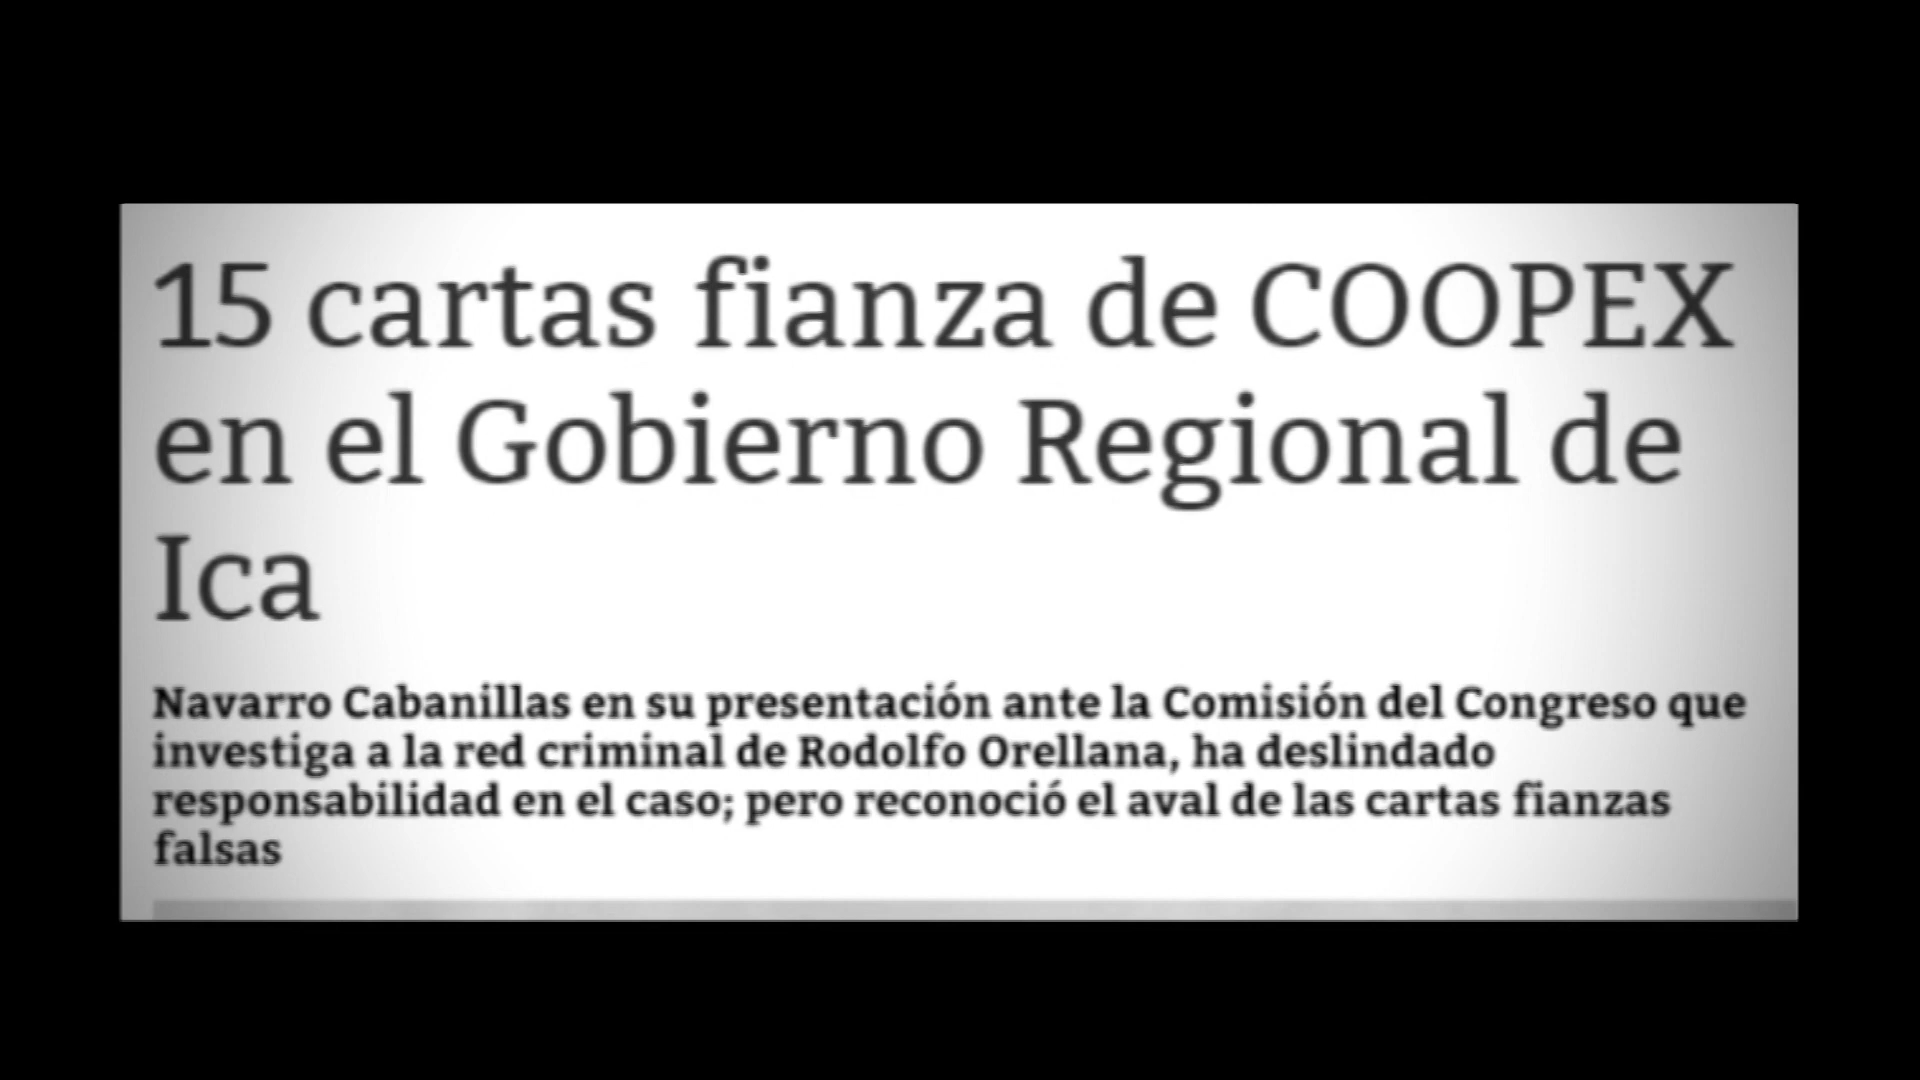 15 cartas fianza de COOPEX
en el Gobierno Regional de
Ica
Navarro Cabanillas en su presentación ante la Comisión del Congreso que
investiga a la red criminal de Rodolfo Orellana, ha deslindado
responsabilidad en el caso; pero reconoció el aval de las cartas fianzas
falsas